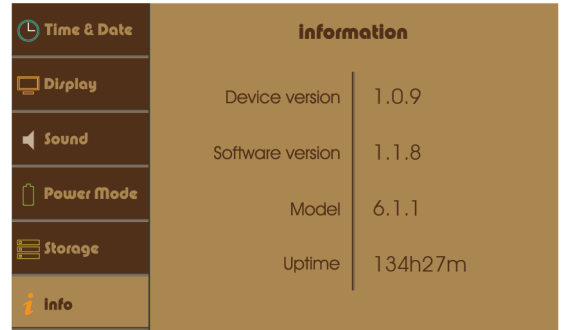 Time & Date
Display
Sound
Power Mode
Storage
info
information
Device version 1.0.9
Software version 1.1.8
Model 6.1.1
Uptime 134h27m